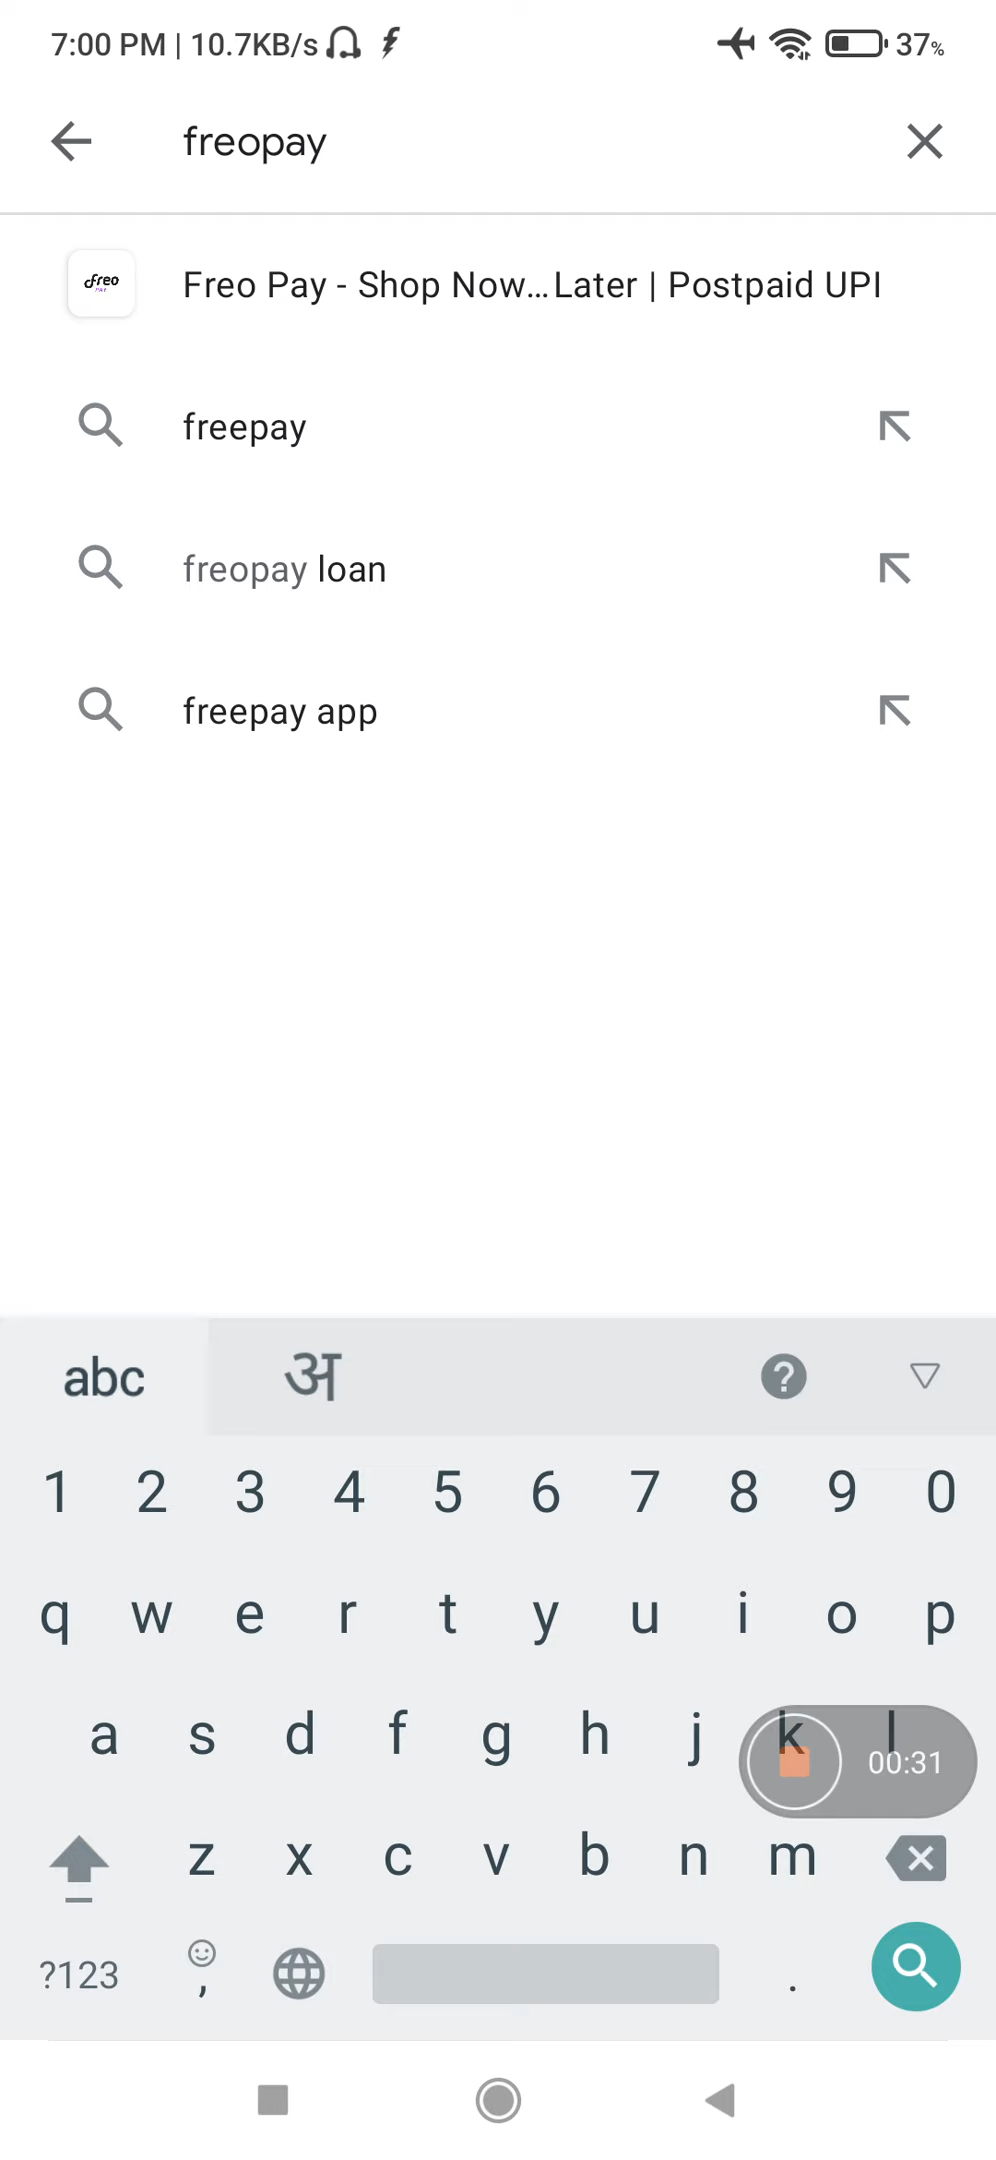 7:00 PM | 10.7KB/s 37%
freopay
freo PAY Freo Pay - Shop Now...Later | Postpaid UPI
freepay
freopay loan
freepay app
abc अ ?
1 2 3 4 5 6 7 8 9 0
q w e r t y u i o p
a s d f g h j k l
00:31
z x c v b n m
?123 , .